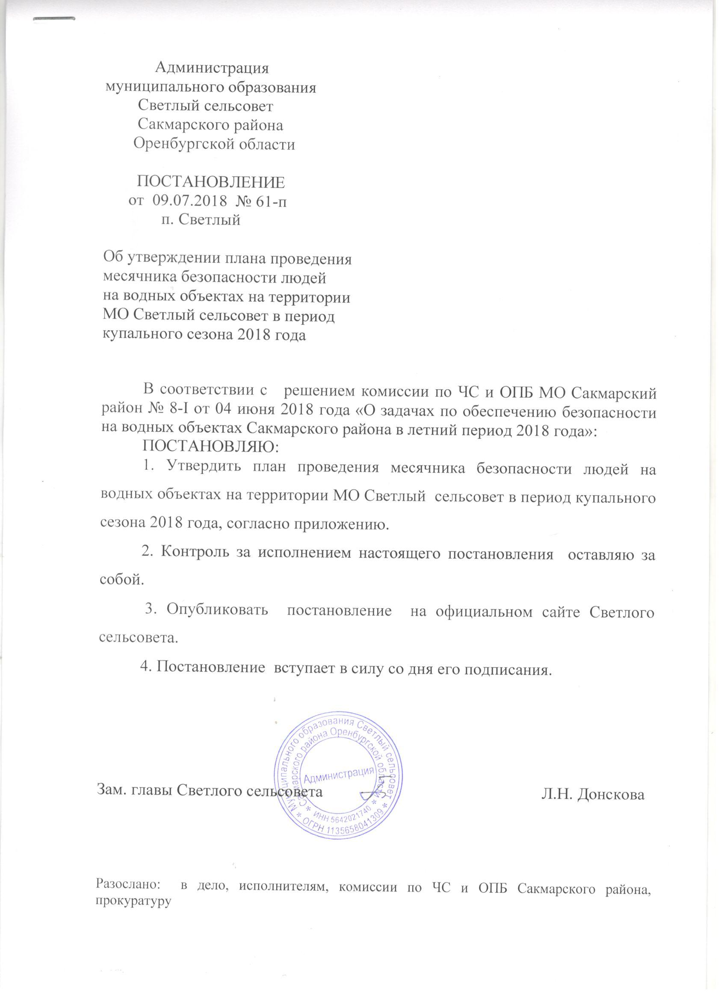 Администрация
муниципального образования
Светлый сельсовет
Сакмарского района
Оренбургской области
ПОСТАНОВЛЕНИЕ
от 09.07.2018 № 61-п
п. Светлый
Об утверждении плана проведения
месячника безопасности людей
на водных объектах на территории
МО Светлый сельсовет в период
купального сезона 2018 года
В соответствии с решением комиссии по ЧС и ОПБ МО Сакмарский
район № 8-I от 04 июня 2018 года «О задачах по обеспечению безопасности
на водных объектах Сакмарского района в летний период 2018 года»:
ПОСТАНОВЛЯЮ:
1. Утвердить план проведения месячника безопасности людей на
водных объектах на территории МО Светлый сельсовет в период купального
сезона 2018 года, согласно приложению.
2. Контроль за исполнением настоящего постановления оставляю за
собой.
3. Опубликовать постановление на официальном сайте Светлого
сельсовета.
4. Постановление вступает в силу со дня его подписания.
Муниципального образования Светлый сельсовет
Сакмарского района Оренбургской области
Администрация
* ИНН 5642021740 *
* ОГРН 1135658041309 *
Зам. главы Светлого сельсовета Л.Н. Донскова
Разослано: в дело, исполнителям, комиссии по ЧС и ОПБ Сакмарского района,
прокуратуру